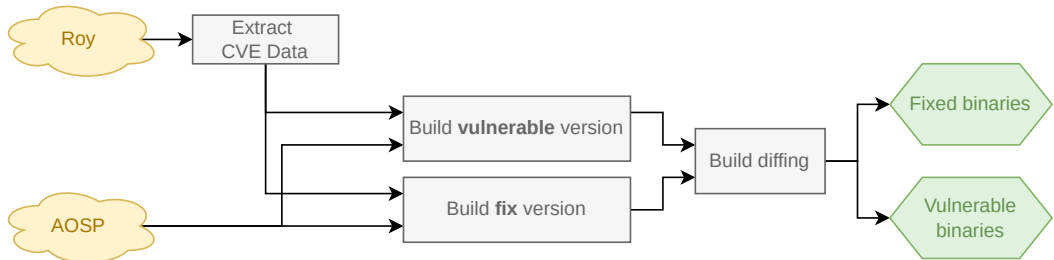 Roy
Extract
CVE Data
Build vulnerable version
Build fix version
AOSP
Build diffing
Fixed binaries
Vulnerable
binaries